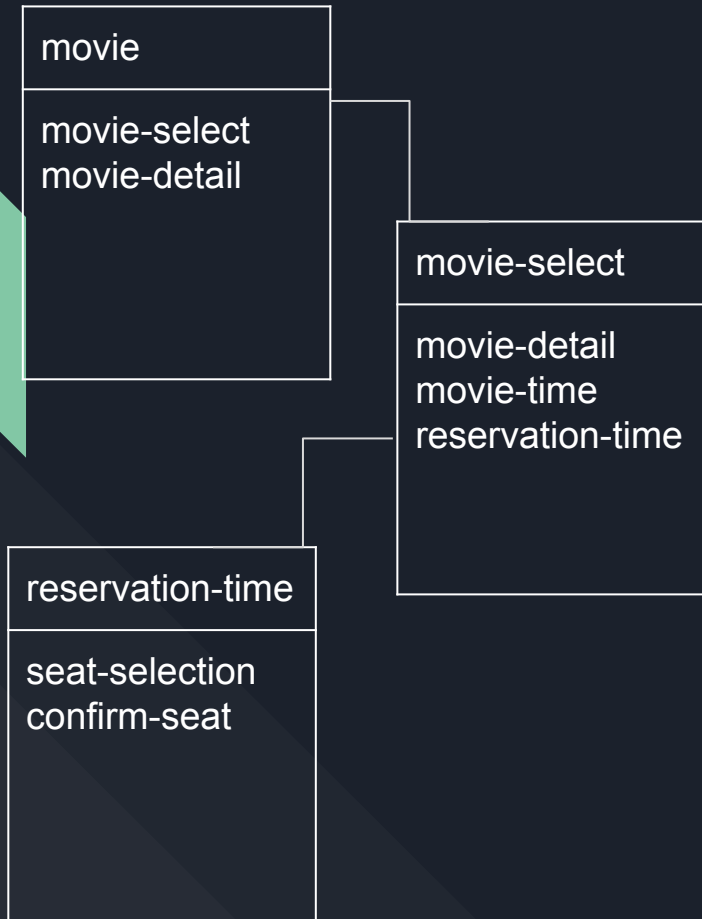 movie
movie-select
movie-detail
movie-select
movie-detail
movie-time
reservation-time
reservation-time
seat-selection
confirm-seat